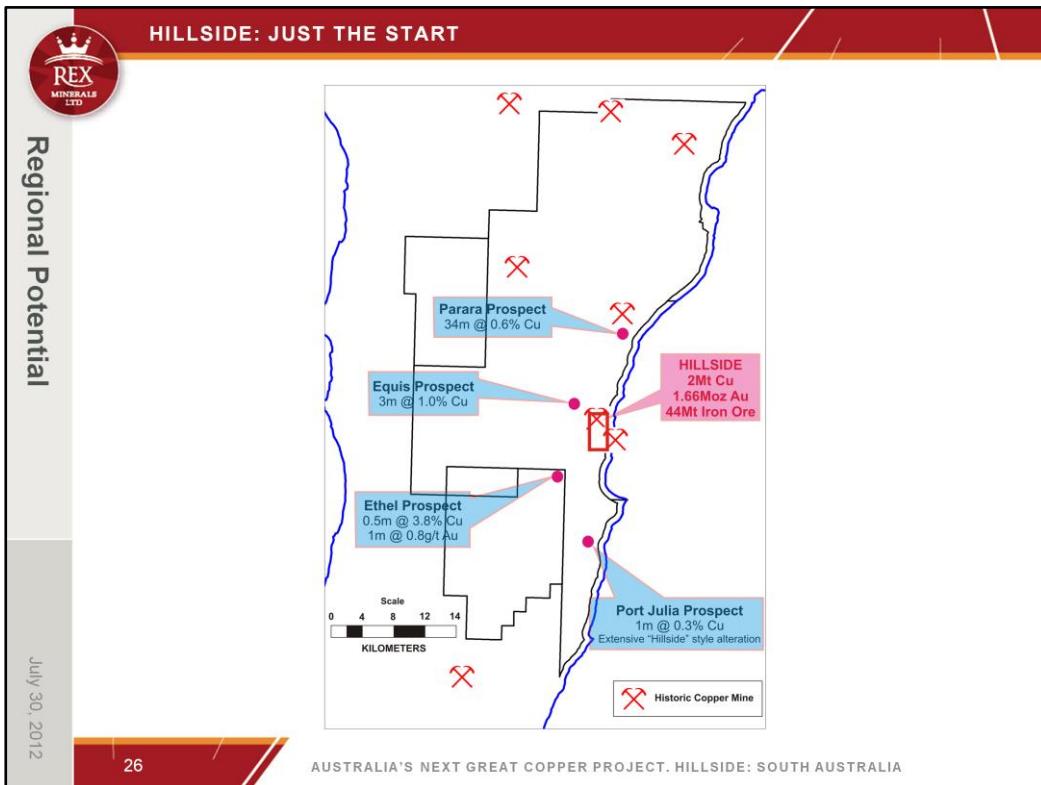 HILLSIDE: JUST THE START
REX
MINERALS
LTD
Regional Potential
July 30, 2012
Parara Prospect
34m @ 0.6% Cu
HILLSIDE
2Mt Cu
1.66Moz Au
44Mt Iron Ore
Equis Prospect
3m @ 1.0% Cu
Ethel Prospect
0.5m @ 3.8% Cu
1m @ 0.8g/t Au
Port Julia Prospect
1m @ 0.3% Cu
Extensive "Hillside" style alteration
Scale
0 4 8 12 14
KILOMETERS
Historic Copper Mine
26
AUSTRALIA'S NEXT GREAT COPPER PROJECT. HILLSIDE: SOUTH AUSTRALIA